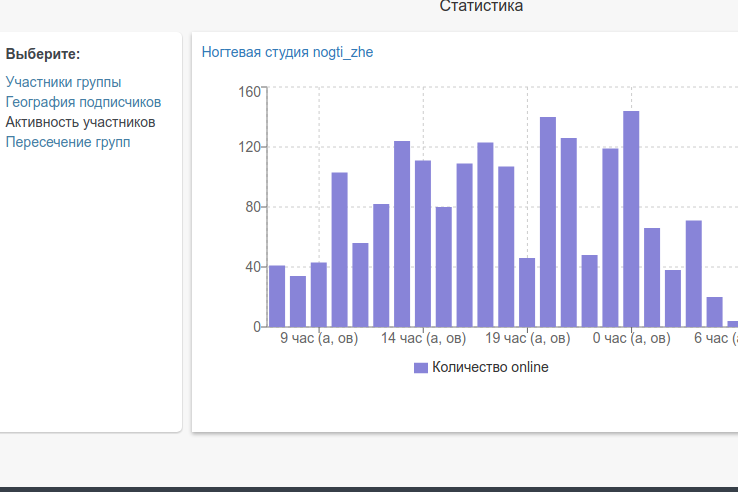 Статистика
Выберите:
Участники группы
География подписчиков
Активность участников
Пересечение групп
Ногтевая студия nogti_zhe
160
120
80
40
0
9 час (а, ов) 14 час (а, ов) 19 час (а, ов) 0 час (а, ов) 6 час (
Количество online